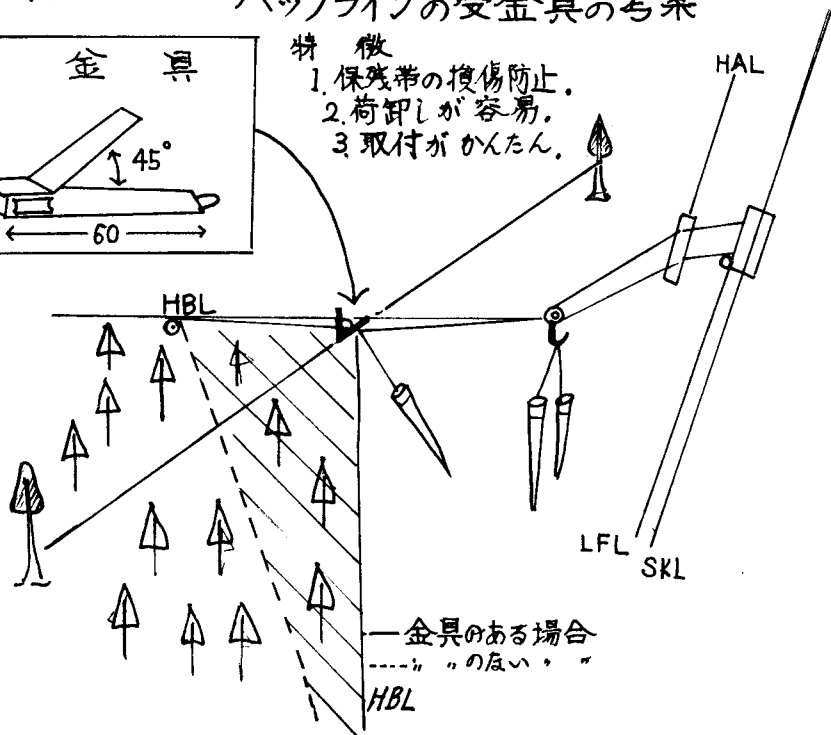 バックラインの受金具の考案
金具
45°
60
特 徴
1. 保残帯の損傷防止.
2. 荷卸しが容易.
3. 取付がかんたん.
HAL
HBL
LFL
SKL
—金具のある場合
----〃 〃のない 〃 〃
HBL